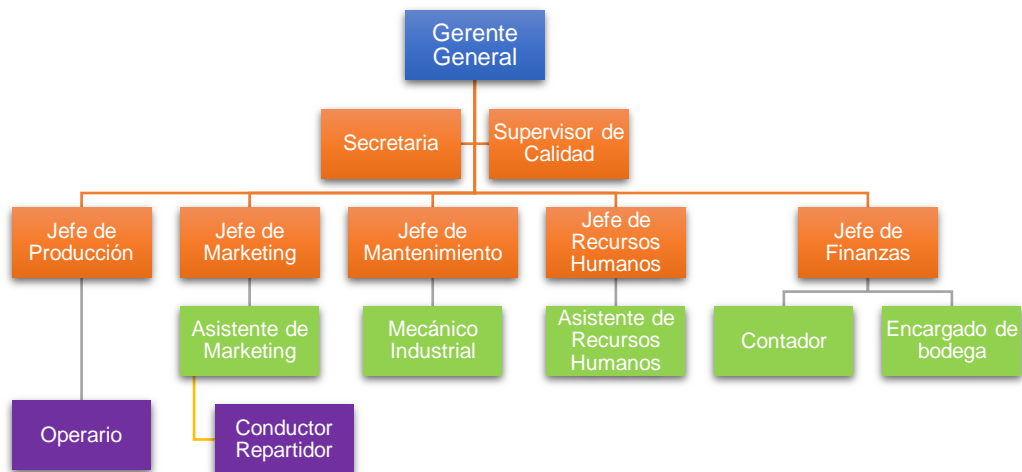 Gerente
General
Secretaria
Supervisor de
Calidad
Jefe de
Producción
Jefe de
Marketing
Jefe de
Mantenimiento
Jefe de
Recursos
Humanos
Jefe de
Finanzas
Asistente de
Marketing
Mecánico
Industrial
Asistente de
Recursos
Humanos
Contador
Encargado de
bodega
Operario
Conductor
Repartidor